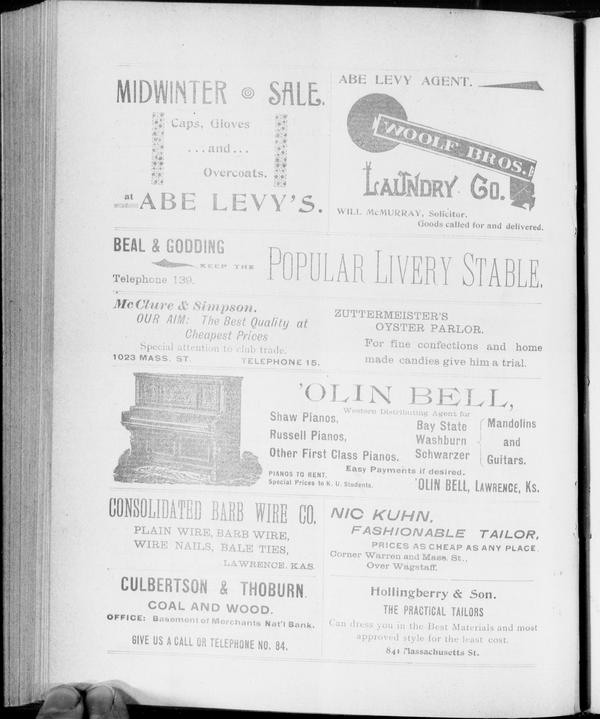 MIDWINTER SALE.
Caps, Gloves
...and...
Overcoats.
at ABE LEVY'S.
ABE LEVY AGENT.
WOOLF BROS.
LAUNDRY CO.
WILL McMURRAY, Solicitor.
Goods called for and delivered.
BEAL & GODDING
KEEP THE
Telephone 139.
POPULAR LIVERY STABLE.
McClure & Simpson.
OUR AIM: The Best Quality at
Cheapest Prices
Special attention to club trade.
1023 MASS. ST. TELEPHONE 15.
ZUTTERMEISTER'S
OYSTER PARLOR.
For fine confections and home
made candies give him a trial.
'OLIN BELL,
Western Distributing Agent for
Shaw Pianos,
Russell Pianos,
Other First Class Pianos.
Bay State
Washburn
Schwarzer
Mandolins
and
Guitars.
Easy Payments if desired.
PIANOS TO RENT.
Special Prices to K. U. Students.
'OLIN BELL, LAWRENCE, KS.
CONSOLIDATED BARB WIRE CO.
PLAIN WIRE, BARB WIRE,
WIRE NAILS, BALE TIES,
LAWRENCE. KAS.
NIC KUHN,
FASHIONABLE TAILOR,
PRICES AS CHEAP AS ANY PLACE.
Corner Warren and Mass. St.,
Over Wagstaff.
CULBERTSON & THOBURN.
COAL AND WOOD.
OFFICE: Basement of Merchants Nat'l Bank.
GIVE US A CALL OR TELEPHONE NO. 84.
Hollingberry & Son.
THE PRACTICAL TAILORS
Can dress you in the Best Materials and most
approved style for the least cost.
841 Massachusetts St.